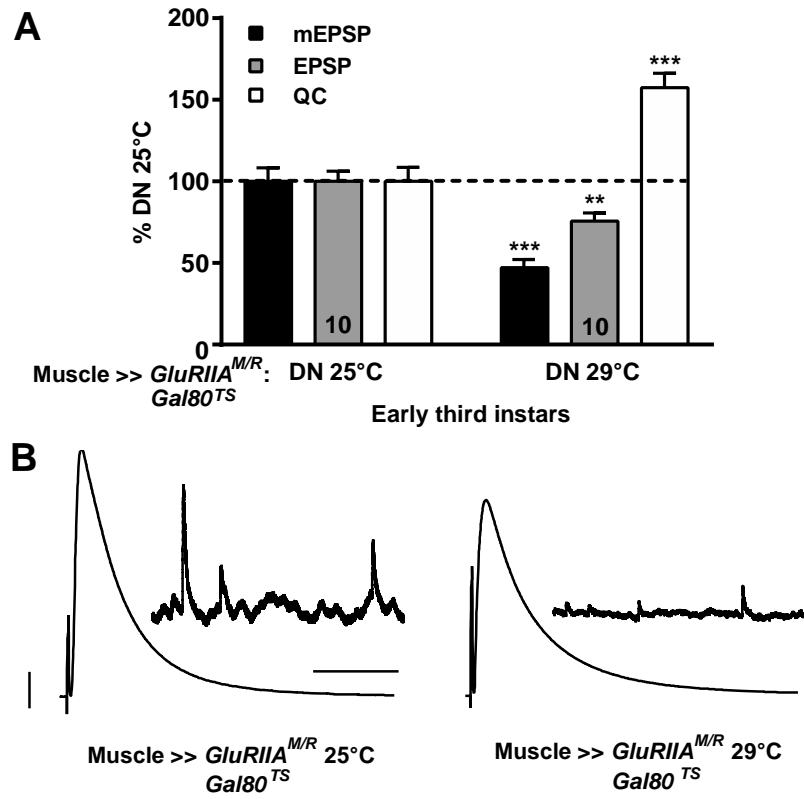 A
200
150
100
50
0
% DN 25°C
mEPSP
EPSP
QC
***
**
***
10
10
Muscle >> GluRIIA^M/R: DN 25°C DN 29°C
Gal80^TS
Early third instars
B
Muscle >> GluRIIA^M/R 25°C
Gal80^TS
Muscle >> GluRIIA^M/R 29°C
Gal80 ^TS